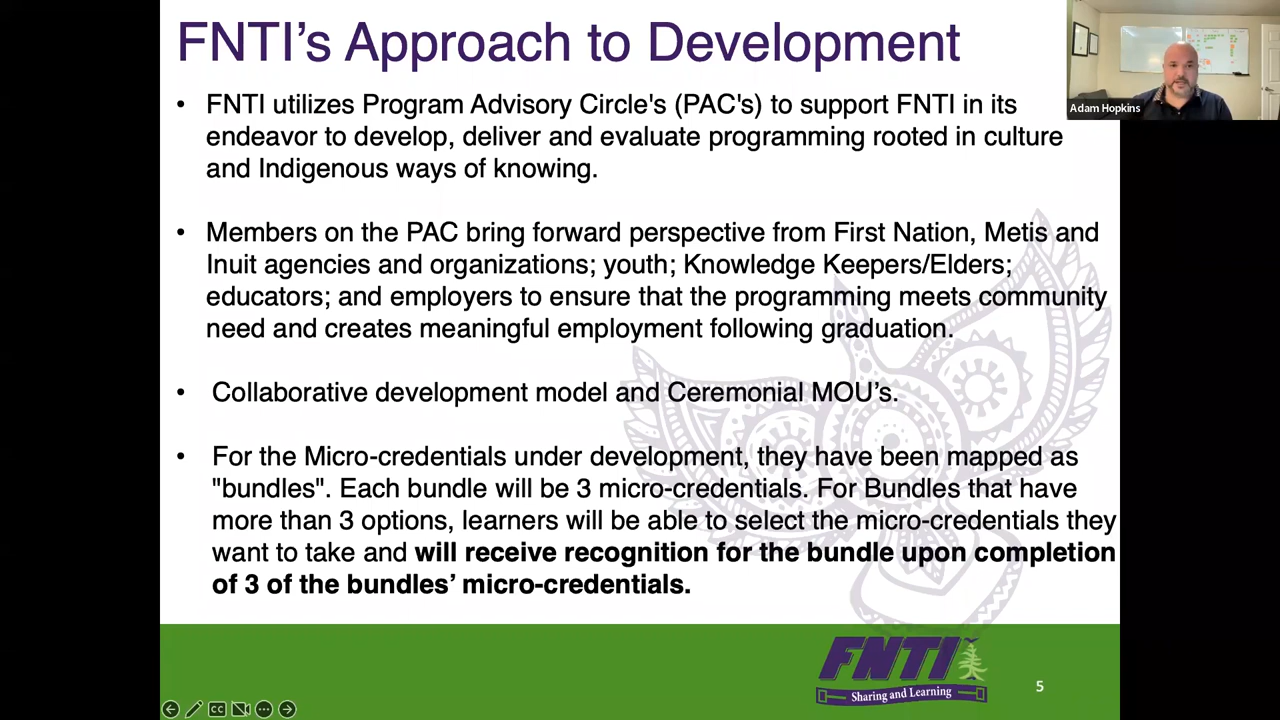 FNTI’s Approach to Development
Adam Hopkins
• FNTI utilizes Program Advisory Circle's (PAC's) to support FNTI in its
endeavor to develop, deliver and evaluate programming rooted in culture
and Indigenous ways of knowing.
• Members on the PAC bring forward perspective from First Nation, Metis and
Inuit agencies and organizations; youth; Knowledge Keepers/Elders;
educators; and employers to ensure that the programming meets community
need and creates meaningful employment following graduation.
• Collaborative development model and Ceremonial MOU’s.
• For the Micro-credentials under development, they have been mapped as
"bundles". Each bundle will be 3 micro-credentials. For Bundles that have
more than 3 options, learners will be able to select the micro-credentials they
want to take and will receive recognition for the bundle upon completion
of 3 of the bundles’ micro-credentials.
FNTI
Sharing and Learning
5
CC